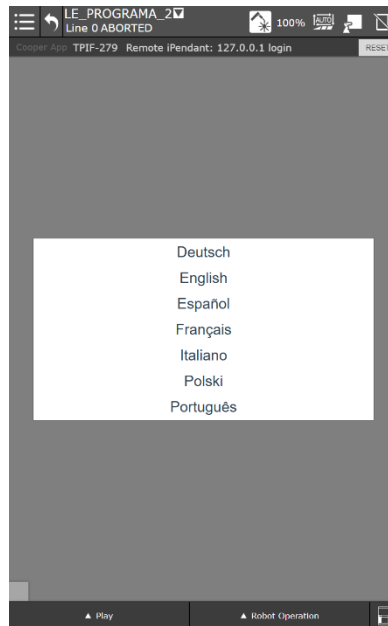 LE_PROGRAMA_2
Line 0 ABORTED
100%
AUTO
Cooper App TPIF-279 Remote iPendant: 127.0.0.1 login
RESET
Deutsch
English
Español
Français
Italiano
Polski
Português
▲ Play
▲ Robot Operation